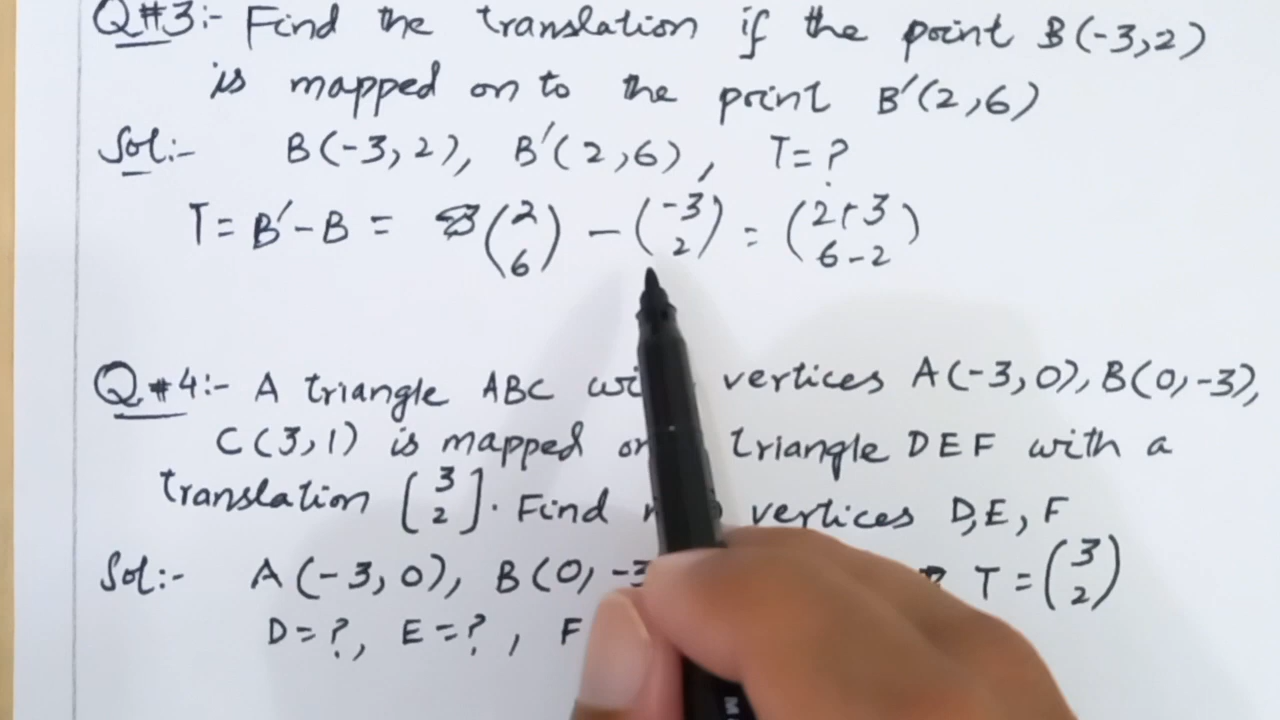 Q#3:- Find the translation if the point B(-3,2)
is mapped on to the point B'(2,6)
Sol:- B(-3,2), B'(2,6), T=?
T= B'-B = (2 6) - (-3 2) = (2+3 6-2)
Q#4:- A triangle ABC vertices A(-3,0), B(0,-3),
C(3,1) is mapped triangle DEF with a
translation [3 2]. Find vertices D,E,F
Sol:- A(-3,0), B(0,-3 T=(3 2)
D=?, E=?, F